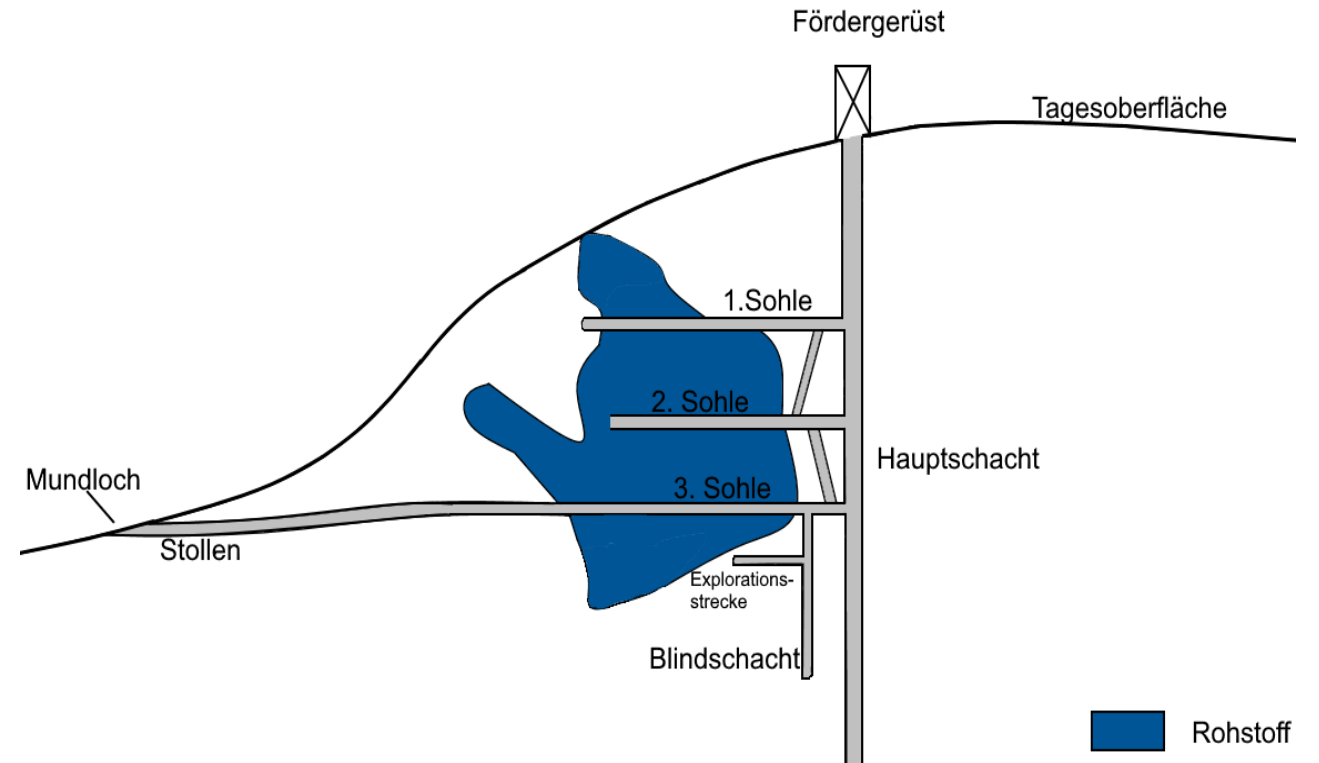 Fördergerüst
Tagesoberfläche
1.Sohle
2. Sohle
Hauptschacht
Mundloch
3. Sohle
Stollen
Explorations-
strecke
Blindschacht
Rohstoff